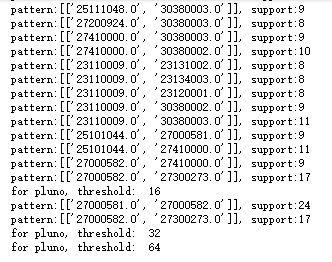 pattern:[['25111048.0', '30380003.0']], support:9
pattern:[['27200924.0', '30380003.0']], support:8
pattern:[['27410000.0', '30380003.0']], support:9
pattern:[['27410000.0', '30380002.0']], support:10
pattern:[['23110009.0', '23131002.0']], support:8
pattern:[['23110009.0', '23134003.0']], support:8
pattern:[['23110009.0', '23120001.0']], support:8
pattern:[['23110009.0', '30380002.0']], support:9
pattern:[['23110009.0', '30380003.0']], support:11
pattern:[['25101044.0', '27000581.0']], support:9
pattern:[['25101044.0', '27410000.0']], support:11
pattern:[['27000582.0', '27410000.0']], support:9
pattern:[['27000582.0', '27300273.0']], support:17
for pluno, threshold: 16
pattern:[['27000581.0', '27000582.0']], support:24
pattern:[['27000582.0', '27300273.0']], support:17
for pluno, threshold: 32
for pluno, threshold: 64